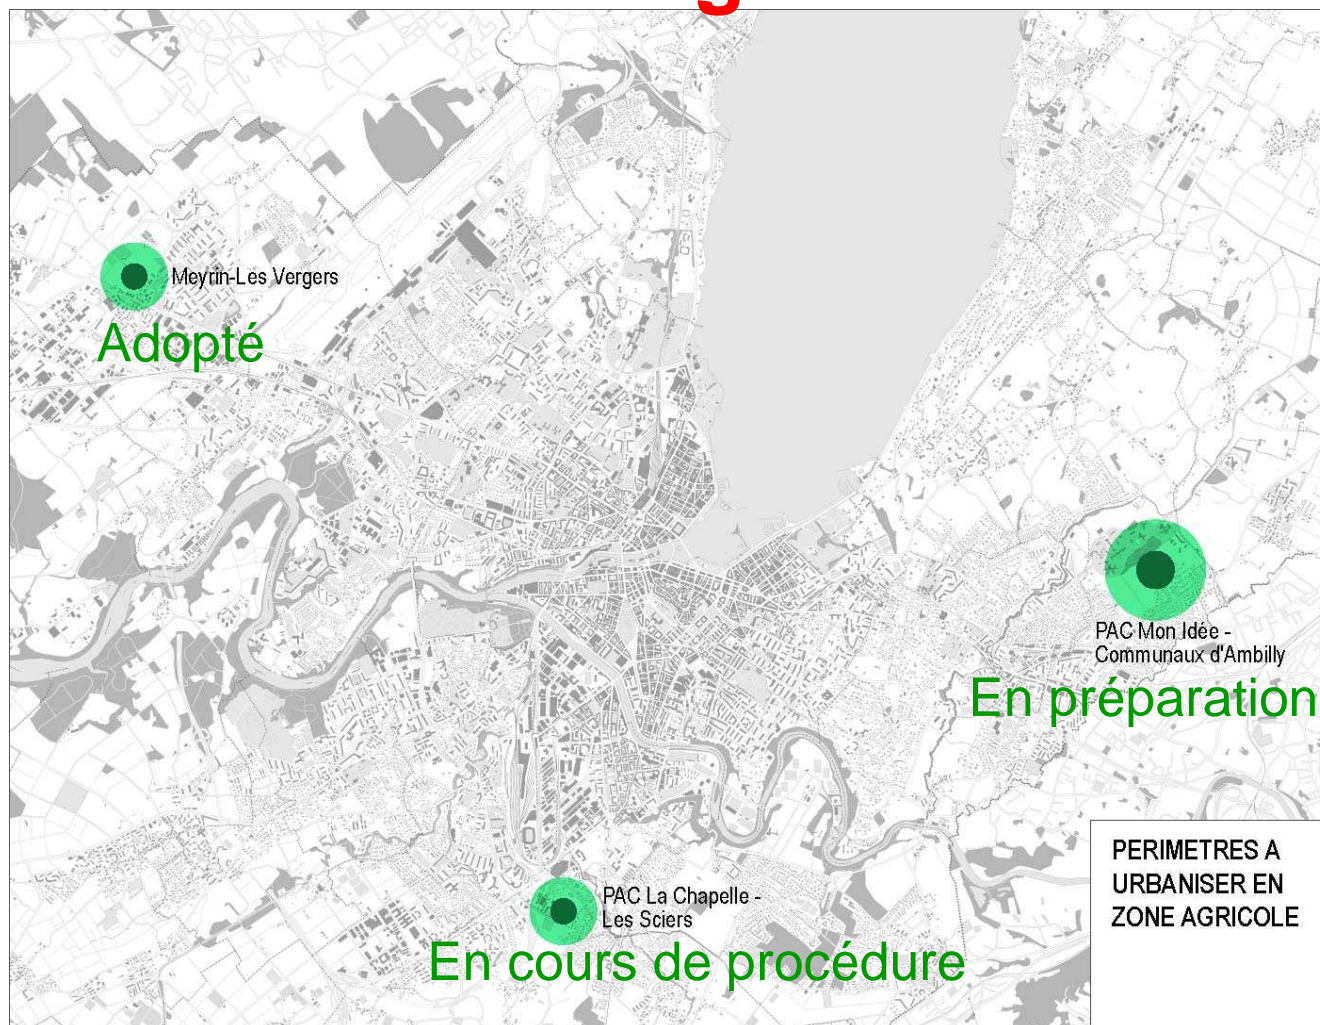 Meyrin-Les Vergers
Adopté
PAC Mon Idée -
Communaux d'Ambilly
En préparation
PAC La Chapelle -
Les Sciers
En cours de procédure
PERIMETRES A
URBANISER EN
ZONE AGRICOLE